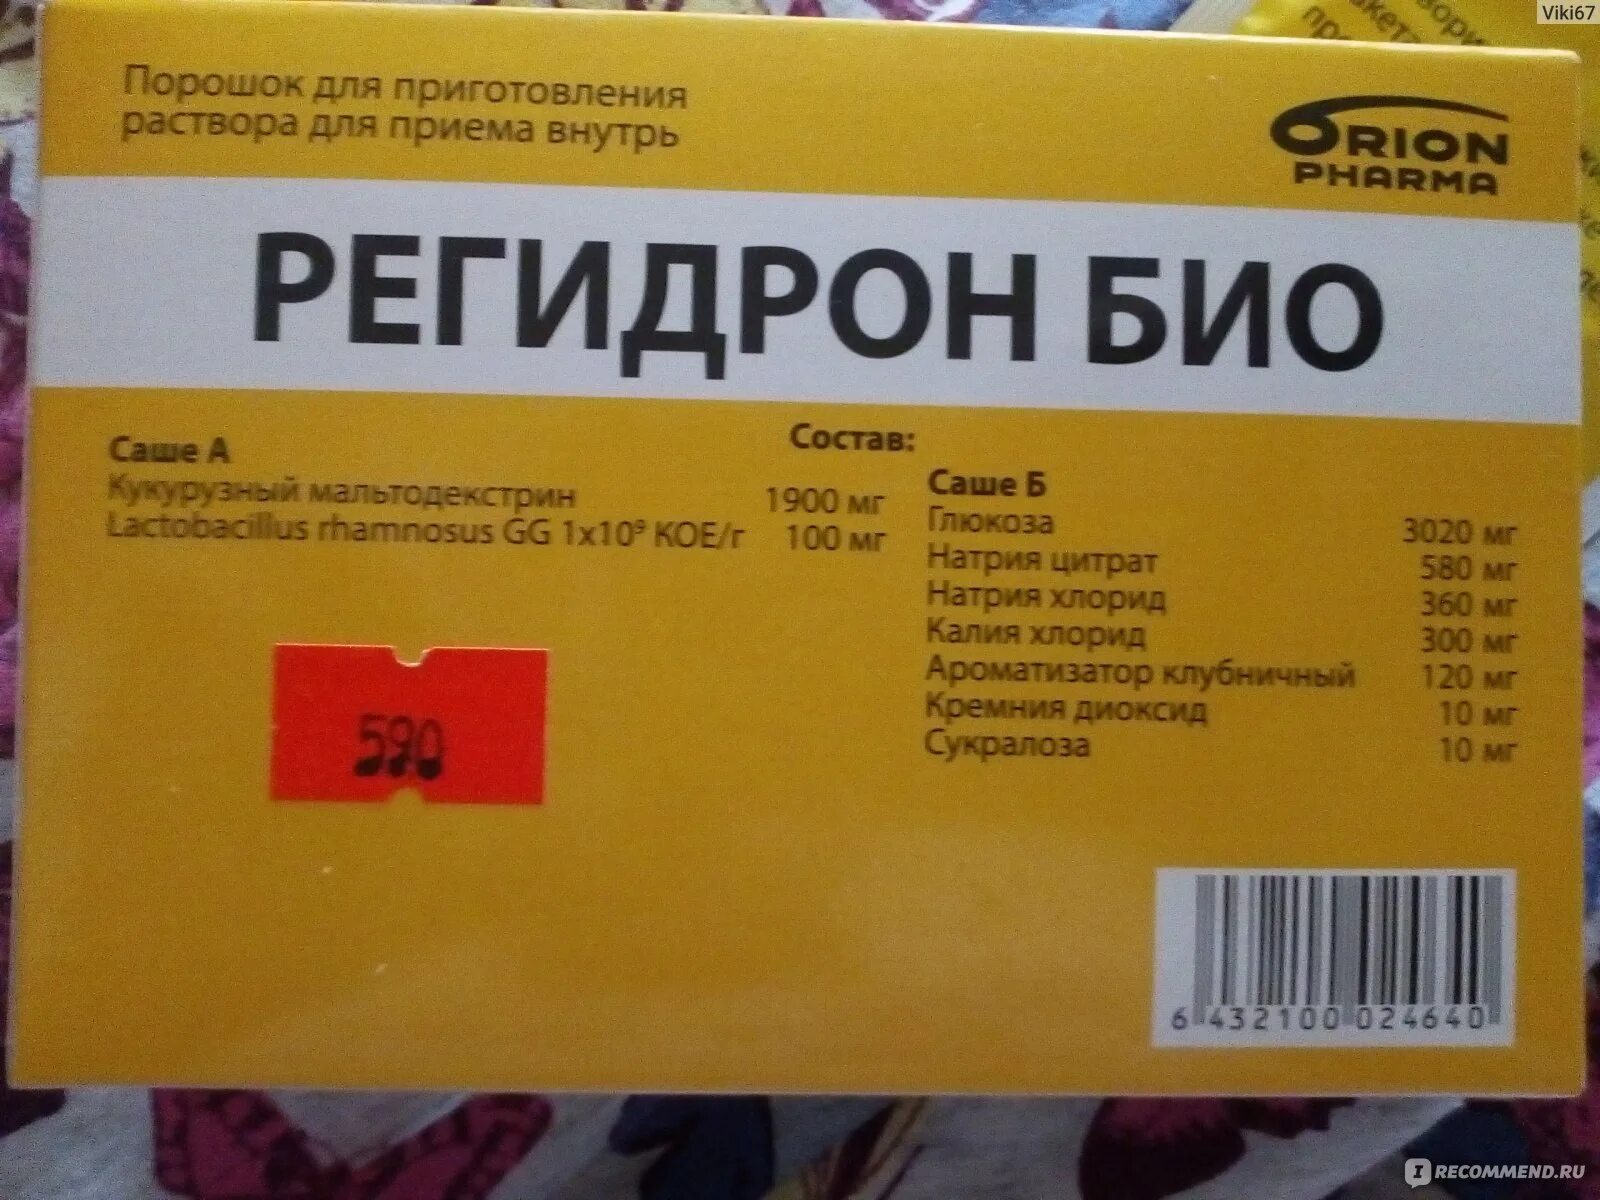 Viki67
Порошок для приготовления
раствора для приема внутрь
ORION
PHARMA
РЕГИДРОН БИО
Состав:
Саше А
Кукурузный мальтодекстрин 1900 мг
Lactobacillus rhamnosus GG 1x10⁹ КОЕ/г 100 мг
Саше Б
Глюкоза 3020 мг
Натрия цитрат 580 мг
Натрия хлорид 360 мг
Калия хлорид 300 мг
Ароматизатор клубничный 120 мг
Кремния диоксид 10 мг
Сукралоза 10 мг
590
6 432100 024640
IRECOMMEND.RU